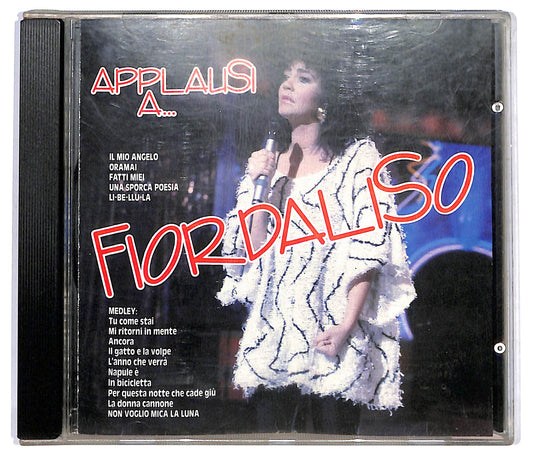 APPLAUSI
A...
IL MIO ANGELO
ORAMAI
FATTI MIEI
UNA SPORCA POESIA
LI-BE-LLU-LA
FIORDALISO
MEDLEY:
Tu come stai
Mi ritorni in mente
Ancora
Il gatto e la volpe
L'anno che verrà
Napule è
In bicicletta
Per questa notte che cade giù
La donna cannone
NON VOGLIO MICA LA LUNA